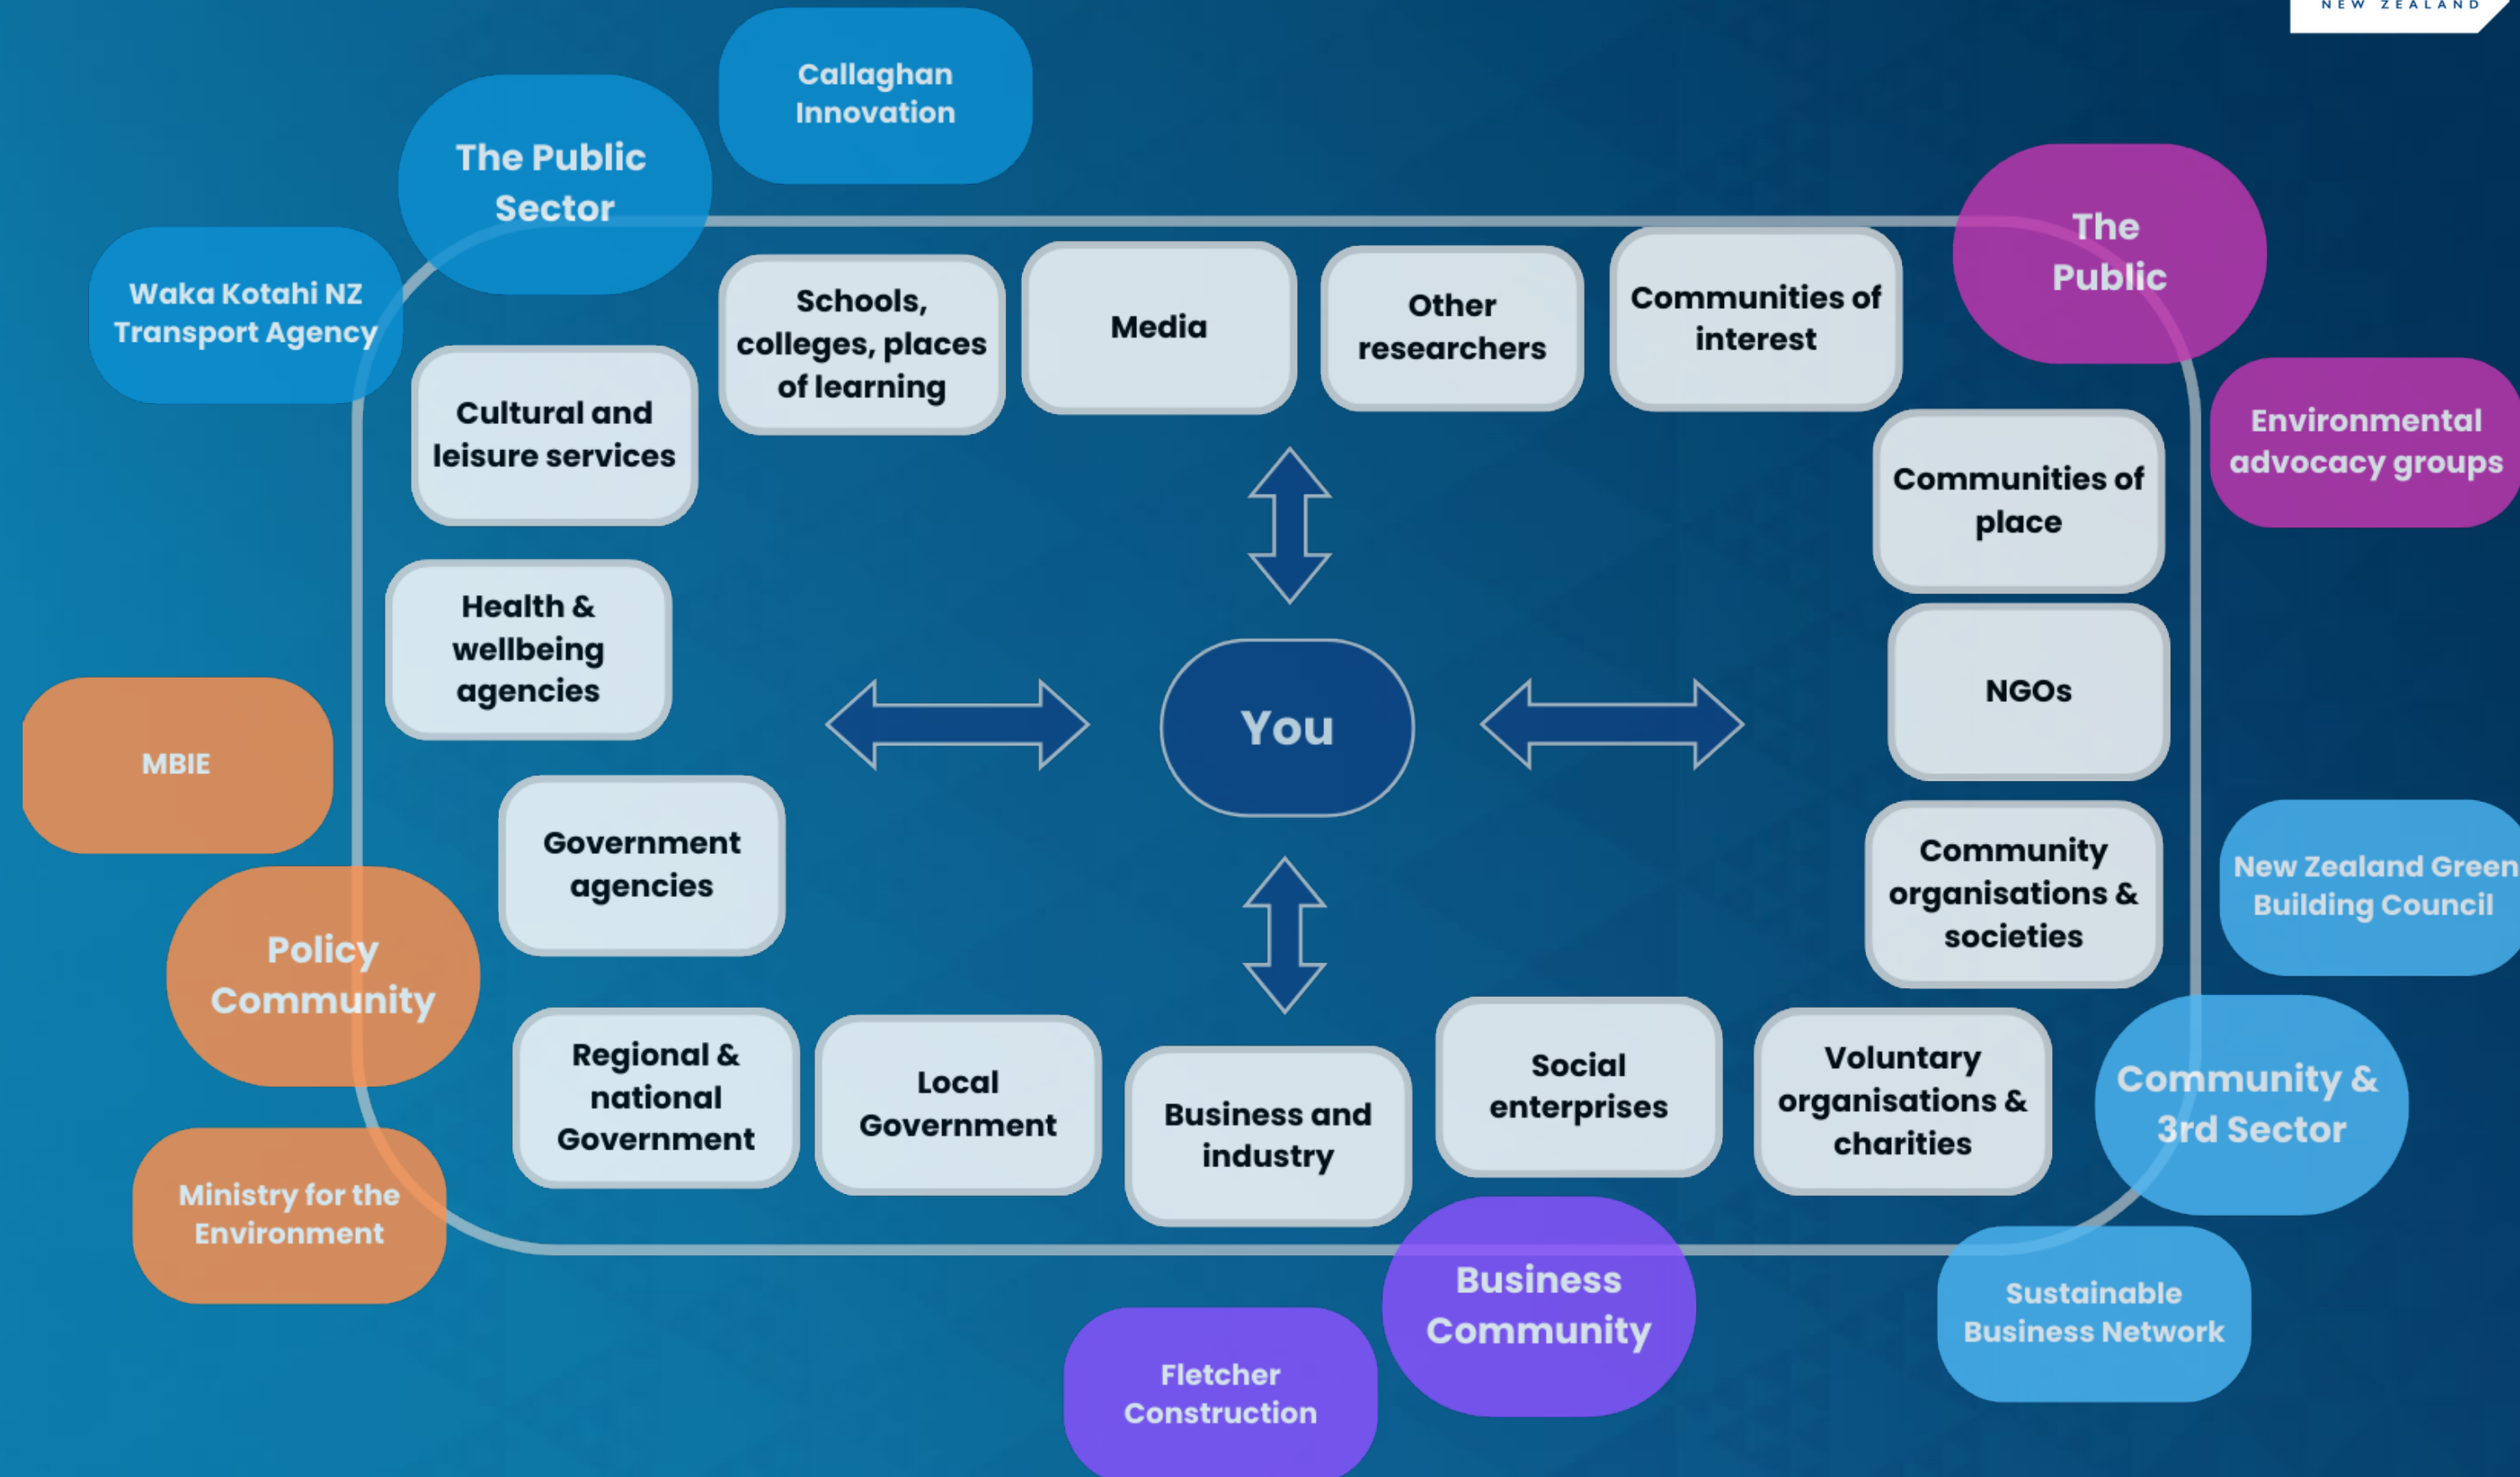 NEW ZEALAND
Callaghan
Innovation
The Public
Sector
The
Public
Waka Kotahi NZ
Transport Agency
Schools,
colleges, places
of learning
Media
Other
researchers
Communities of
interest
Cultural and
leisure services
Environmental
advocacy groups
Communities of
place
Health &
wellbeing
agencies
NGOs
You
MBIE
Government
agencies
Community
organisations &
societies
New Zealand Green
Building Council
Policy
Community
Regional &
national
Government
Local
Government
Business and
industry
Social
enterprises
Voluntary
organisations &
charities
Community &
3rd Sector
Ministry for the
Environment
Business
Community
Sustainable
Business Network
Fletcher
Construction